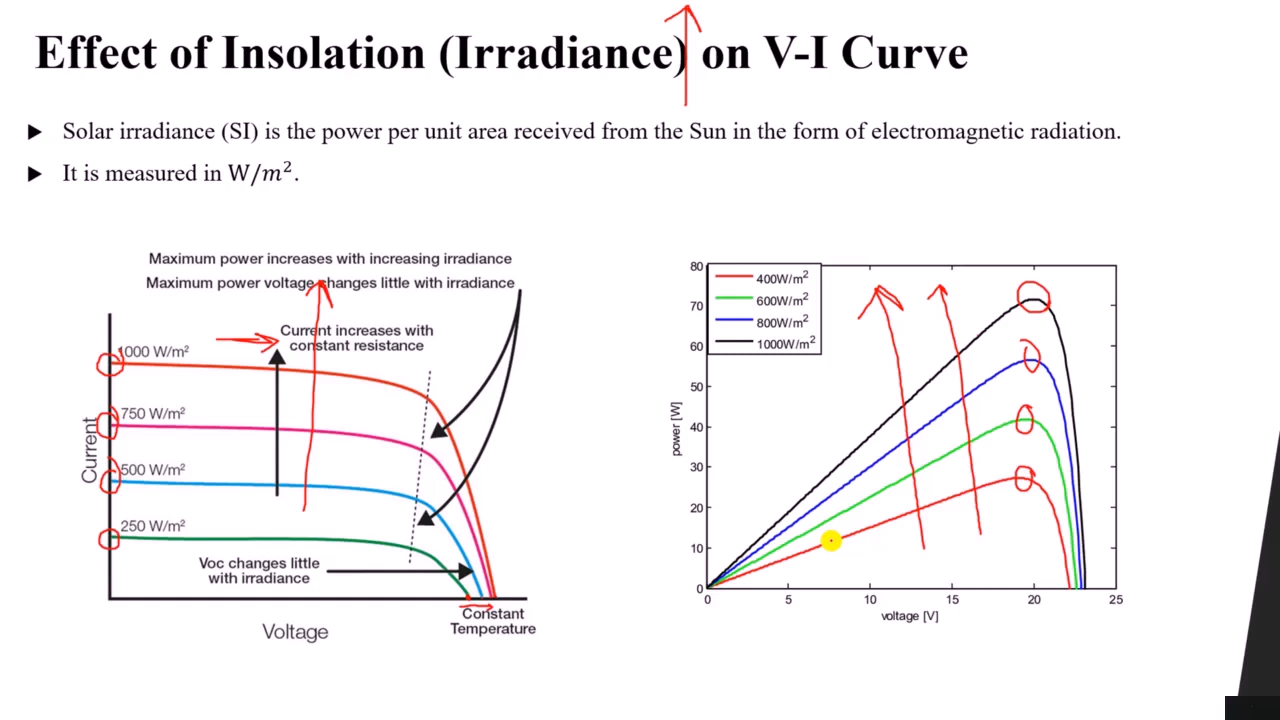 Effect of Insolation (Irradiance) on V-I Curve
▶ Solar irradiance (SI) is the power per unit area received from the Sun in the form of electromagnetic radiation.
▶ It is measured in W/m².
Maximum power increases with increasing irradiance
Maximum power voltage changes little with irradiance
Current increases with
constant resistance
1000 W/m²
750 W/m²
500 W/m²
250 W/m²
Current
Voc changes little
with irradiance
Constant
Temperature
Voltage
400W/m²
600W/m²
800W/m²
1000W/m²
80
70
60
50
40
30
20
10
0
power [W]
0 5 10 15 20 25
voltage [V]